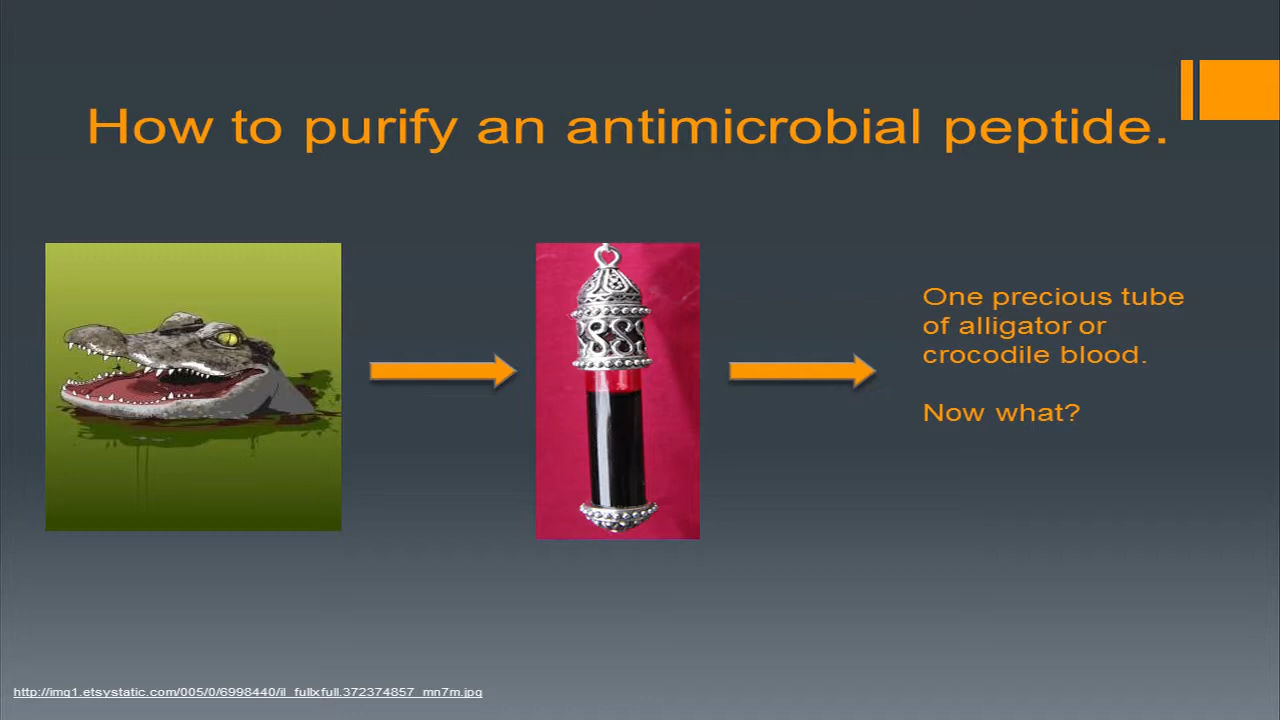 How to purify an antimicrobial peptide.
One precious tube
of alligator or
crocodile blood.
Now what?
http://img1.etsystatic.com/005/0/6998440/il_fullxfull.372374857_mn7m.jpg